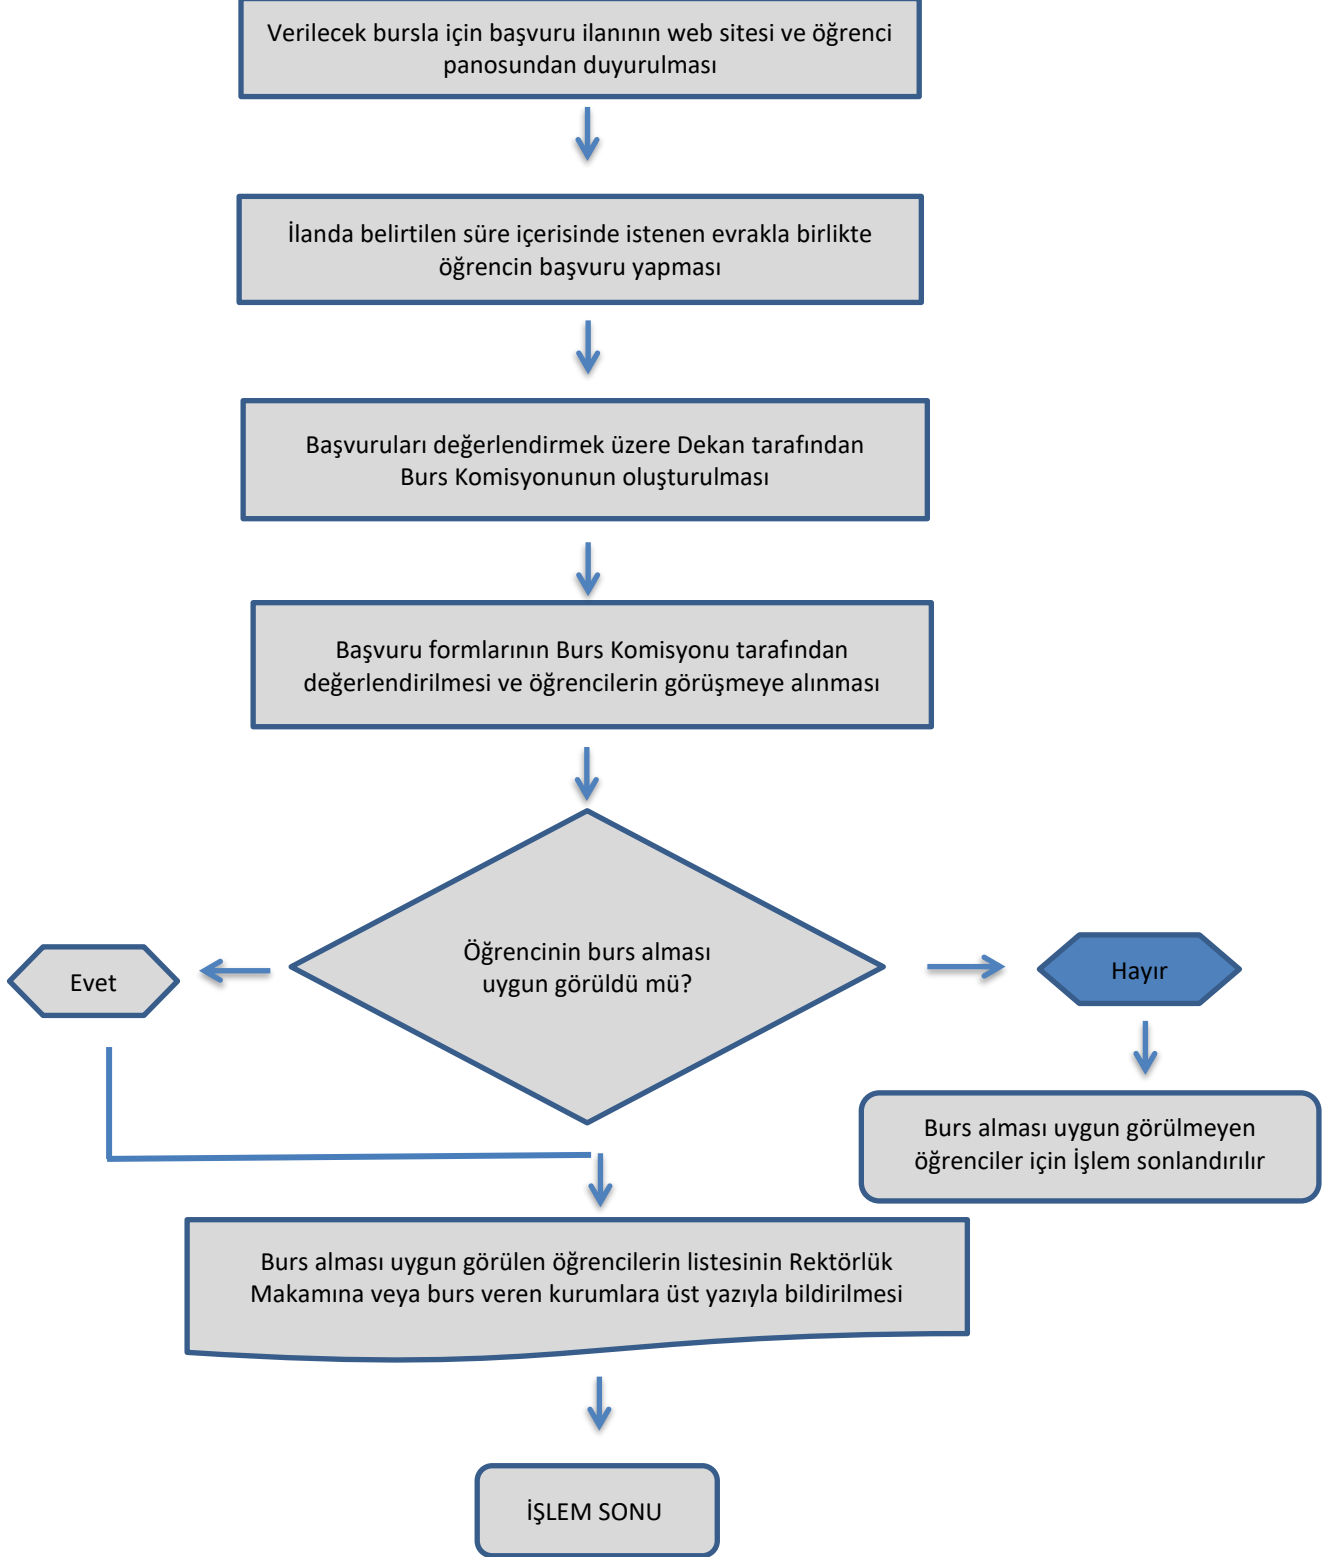 Verilecek bursla için başvuru ilanının web sitesi ve öğrenci
panosundan duyurulması
İlanda belirtilen süre içerisinde istenen evrakla birlikte
öğrencin başvuru yapması
Başvuruları değerlendirmek üzere Dekan tarafından
Burs Komisyonunun oluşturulması
Başvuru formlarının Burs Komisyonu tarafından
değerlendirilmesi ve öğrencilerin görüşmeye alınması
Öğrencinin burs alması
uygun görüldü mü?
Evet
Hayır
Burs alması uygun görülmeyen
öğrenciler için İşlem sonlandırılır
Burs alması uygun görülen öğrencilerin listesinin Rektörlük
Makamına veya burs veren kurumlara üst yazıyla bildirilmesi
İŞLEM SONU